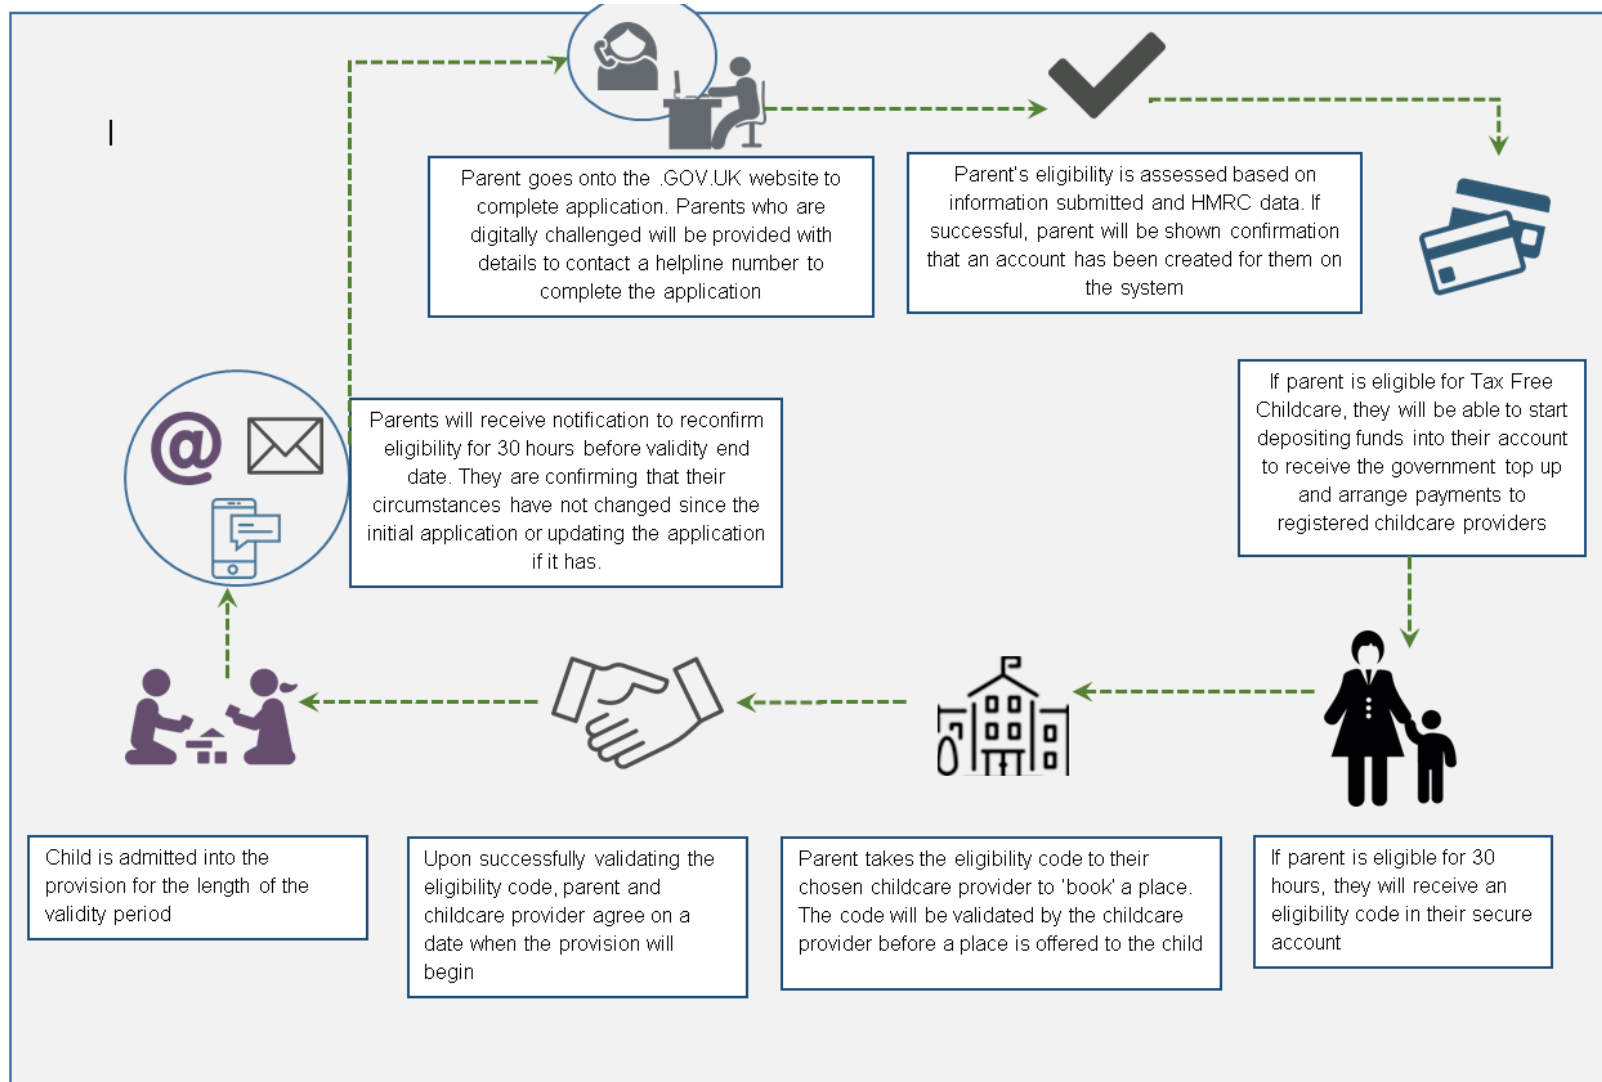 Parent goes onto the .GOV.UK website to
complete application. Parents who are
digitally challenged will be provided with
details to contact a helpline number to
complete the application
Parent's eligibility is assessed based on
information submitted and HMRC data. If
successful, parent will be shown confirmation
that an account has been created for them on
the system
If parent is eligible for Tax Free
Childcare, they will be able to start
depositing funds into their account
to receive the government top up
and arrange payments to
registered childcare providers
If parent is eligible for 30
hours, they will receive an
eligibility code in their secure
account
Parent takes the eligibility code to their
chosen childcare provider to 'book' a place.
The code will be validated by the childcare
provider before a place is offered to the child
Upon successfully validating the
eligibility code, parent and
childcare provider agree on a
date when the provision will
begin
Child is admitted into the
provision for the length of the
validity period
@
Parents will receive notification to reconfirm
eligibility for 30 hours before validity end
date. They are confirming that their
circumstances have not changed since the
initial application or updating the application
if it has.